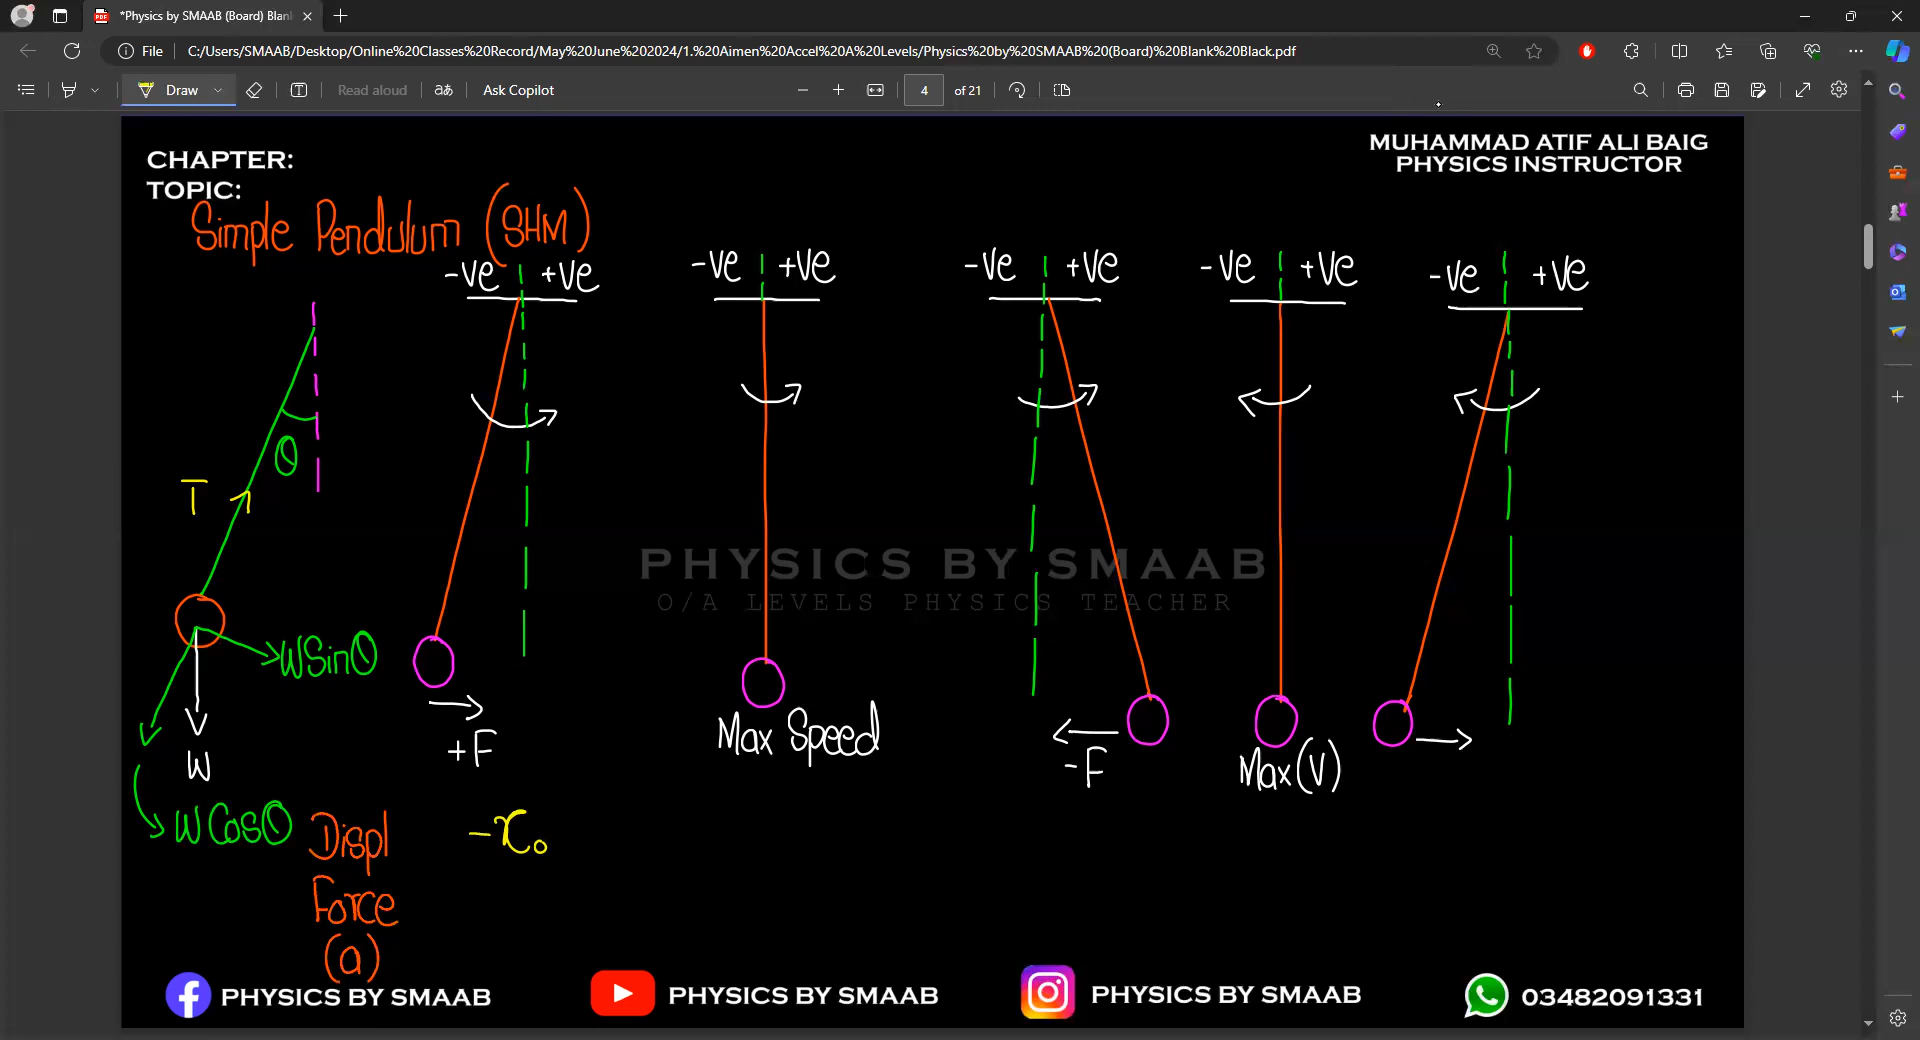 *Physics by SMAAB (Board) Blan
File
C:/Users/SMAAB/Desktop/Online%20Classes%20Record/May%20June%202024/1.%20Aimen%20Accel%20A%20Levels/Physics%20by%20SMAAB%20(Board)%20Blank%20Black.pdf
Draw
Read aloud
aあ
Ask Copilot
4 of 21
CHAPTER:
TOPIC:
MUHAMMAD ATIF ALI BAIG
PHYSICS INSTRUCTOR
Simple Pendulum (SHM)
-ve +ve
-ve +ve
-ve +ve
-ve +ve
-ve +ve
θ
T
PHYSICS BY SMAAB
O/A LEVELS PHYSICS TEACHER
WSinθ
W
WCosθ
+F
Max Speed
-F
Max(V)
Displ
-x₀
Force
(a)
PHYSICS BY SMAAB
PHYSICS BY SMAAB
PHYSICS BY SMAAB
03482091331